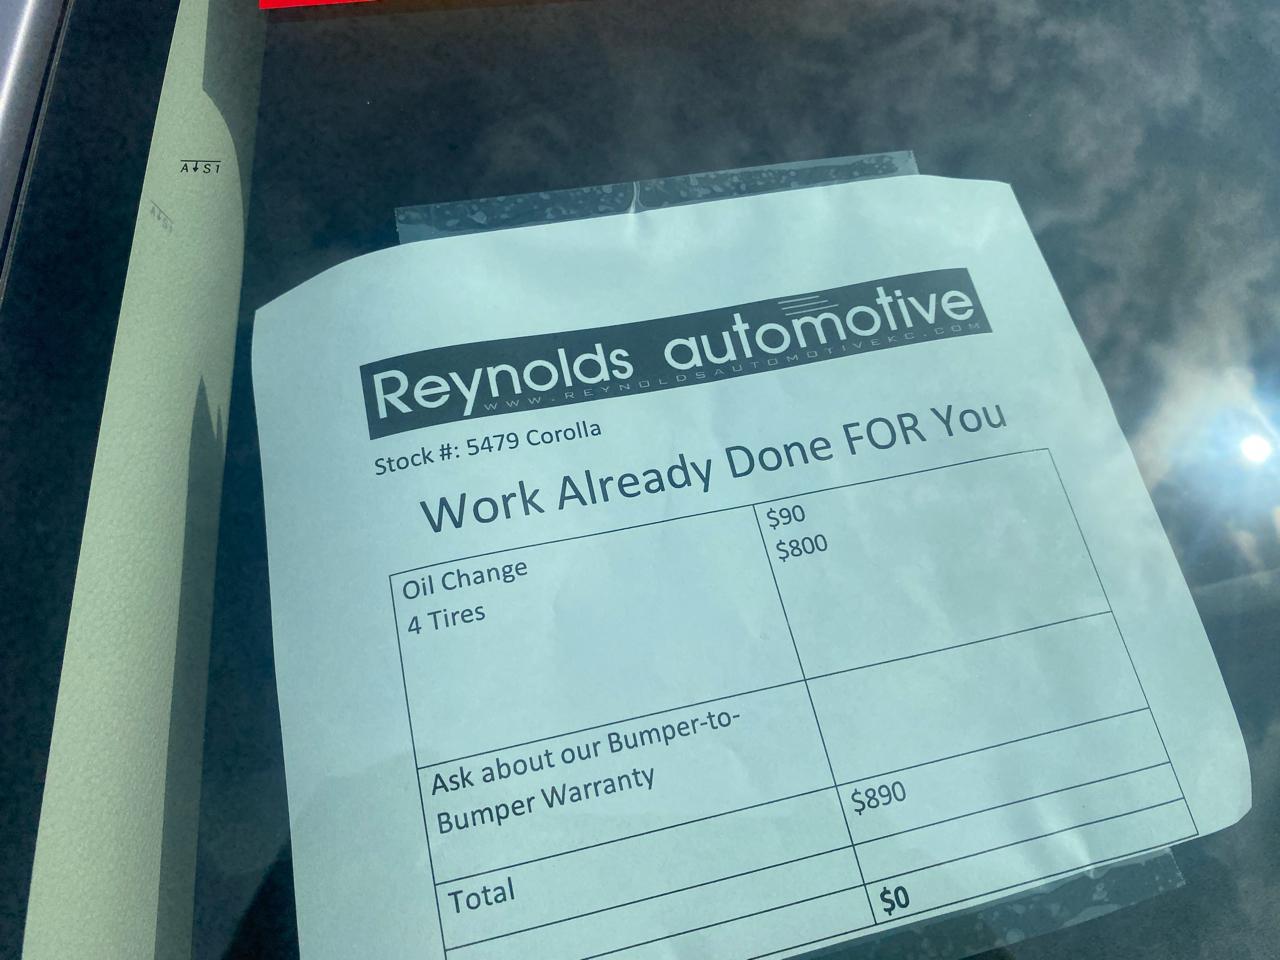 A↓S1
Reynolds automotive
WWW.REYNOLDSAUTOMOTIVEKC.COM
Stock #: 5479 Corolla
Work Already Done FOR You
Oil Change $90
4 Tires $800
Ask about our Bumper-to-
Bumper Warranty
Total $890
$0